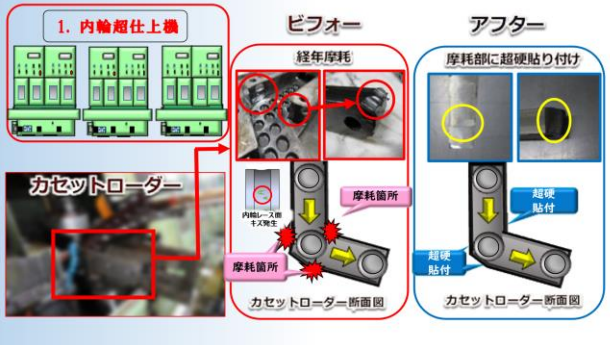 1. 内輪超仕上機
カセットローダー
ビフォー
経年摩耗
内輪レース面
キズ発生
摩耗箇所
摩耗箇所
カセットローダー断面図
アフター
摩耗部に超硬貼り付け
超硬
貼付
超硬
貼付
カセットローダー断面図